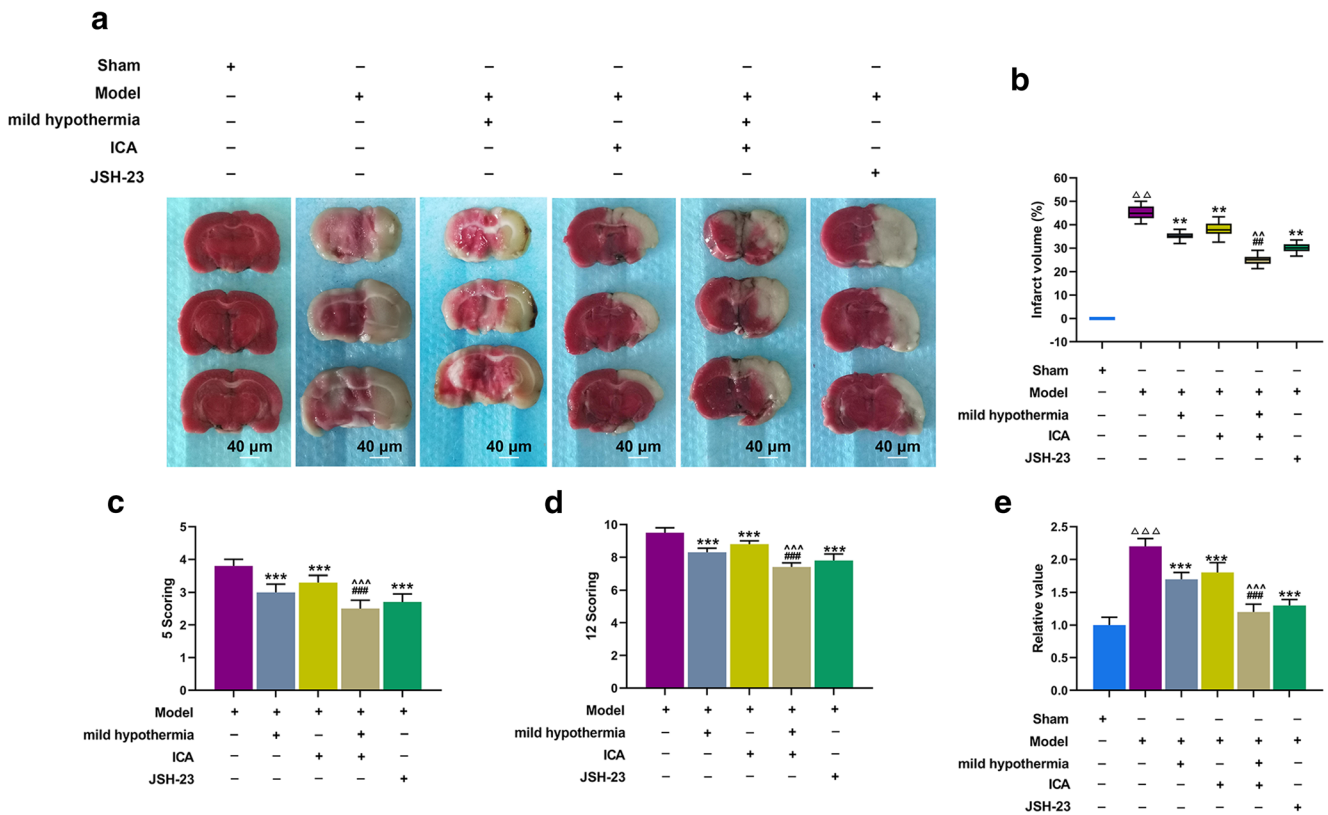 a
Sham + – – – – –
Model – + + + + +
mild hypothermia – – + – + –
ICA – – – + + –
JSH-23 – – – – – +
40 μm 40 μm 40 μm 40 μm 40 μm 40 μm
b
Infarct volume (%)
60
50
40
30
20
10
0
-10
△△ ** ** ^^ **
##
Sham + – – – – –
Model – + + + + +
mild hypothermia – – + – + –
ICA – – – + + –
JSH-23 – – – – – +
c
5 Scoring
5
4
3
2
1
0
*** *** ^^^ ***
###
Model + + + + +
mild hypothermia – + – + –
ICA – – + + –
JSH-23 – – – – +
d
12 Scoring
10
8
6
4
2
0
*** *** ^^^ ***
###
Model + + + + +
mild hypothermia – + – + –
ICA – – + + –
JSH-23 – – – – +
e
Relative value
2.5
2.0
1.5
1.0
0.5
0.0
△△△ *** *** ^^^ ***
###
Sham + – – – – –
Model – + + + + +
mild hypothermia – – + – + –
ICA – – – + + –
JSH-23 – – – – – +